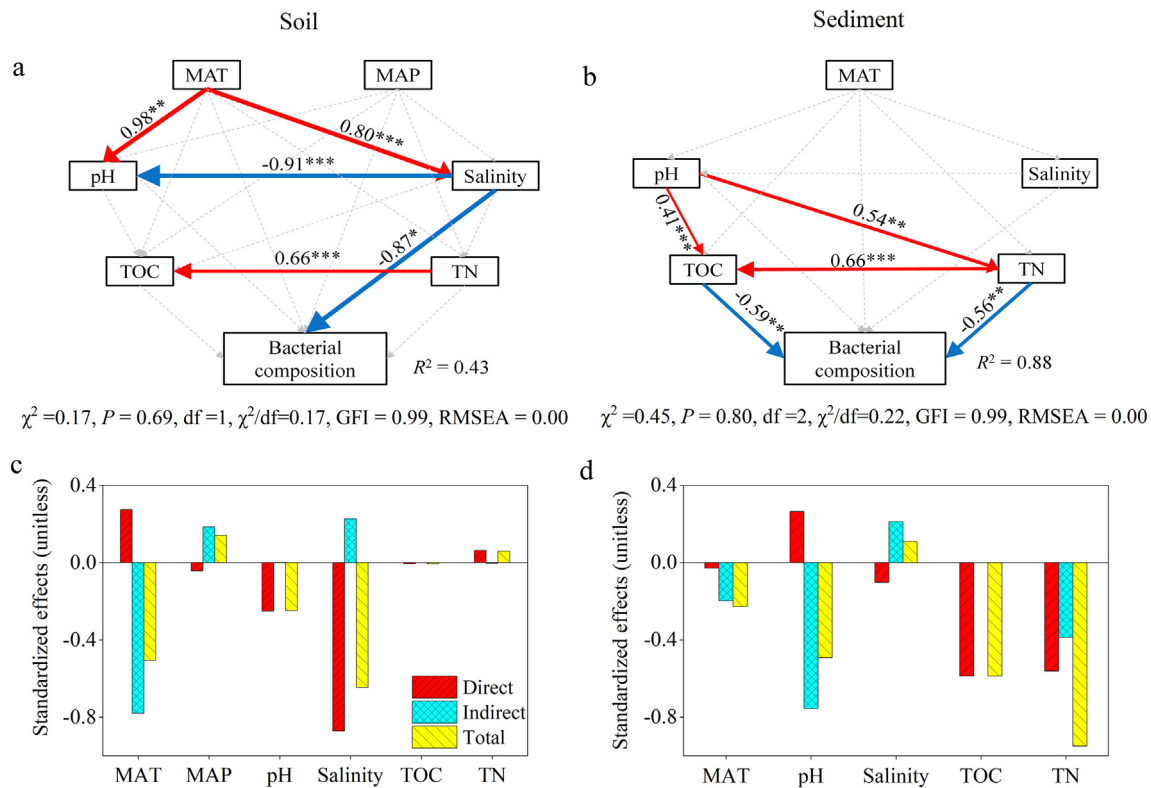 Soil
Sediment
a
MAT
MAP
0.98**
0.80***
-0.91***
pH
Salinity
-0.87*
0.66***
TOC
TN
Bacterial
composition
R² = 0.43
χ² =0.17, P = 0.69, df =1, χ²/df=0.17, GFI = 0.99, RMSEA = 0.00
b
MAT
pH
Salinity
0.41***
0.54**
0.66***
TOC
TN
-0.59**
-0.56**
Bacterial
composition
R² = 0.88
χ² =0.45, P = 0.80, df =2, χ²/df=0.22, GFI = 0.99, RMSEA = 0.00
c
Standardized effects (unitless)
0.4
0.0
-0.4
-0.8
Direct
Indirect
Total
MAT MAP pH Salinity TOC TN
d
Standardized effects (unitless)
0.4
0.0
-0.4
-0.8
MAT pH Salinity TOC TN